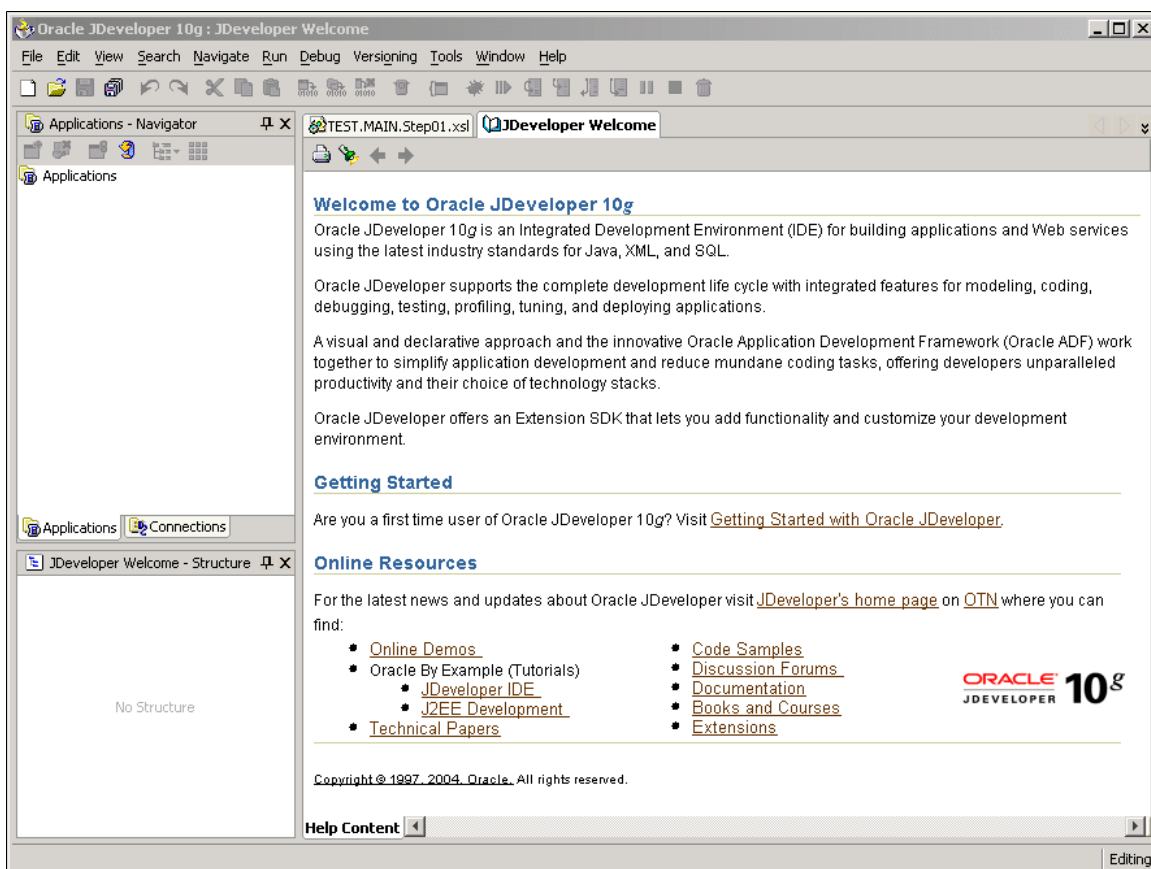 Oracle JDeveloper 10g : JDeveloper Welcome
File Edit View Search Navigate Run Debug Versioning Tools Window Help
Applications - Navigator
TEST.MAIN.Step01.xsl JDeveloper Welcome
Applications
Welcome to Oracle JDeveloper 10g
Oracle JDeveloper 10g is an Integrated Development Environment (IDE) for building applications and Web services
using the latest industry standards for Java, XML, and SQL.
Oracle JDeveloper supports the complete development life cycle with integrated features for modeling, coding,
debugging, testing, profiling, tuning, and deploying applications.
A visual and declarative approach and the innovative Oracle Application Development Framework (Oracle ADF) work
together to simplify application development and reduce mundane coding tasks, offering developers unparalleled
productivity and their choice of technology stacks.
Oracle JDeveloper offers an Extension SDK that lets you add functionality and customize your development
environment.
Getting Started
Are you a first time user of Oracle JDeveloper 10g? Visit Getting Started with Oracle JDeveloper.
Applications Connections
JDeveloper Welcome - Structure
No Structure
Online Resources
For the latest news and updates about Oracle JDeveloper visit JDeveloper's home page on OTN where you can
find:
Online Demos
Oracle By Example (Tutorials)
JDeveloper IDE
J2EE Development
Technical Papers
Code Samples
Discussion Forums
Documentation
Books and Courses
Extensions
ORACLE JDEVELOPER 10g
Copyright © 1997, 2004, Oracle. All rights reserved.
Help Content
Editing